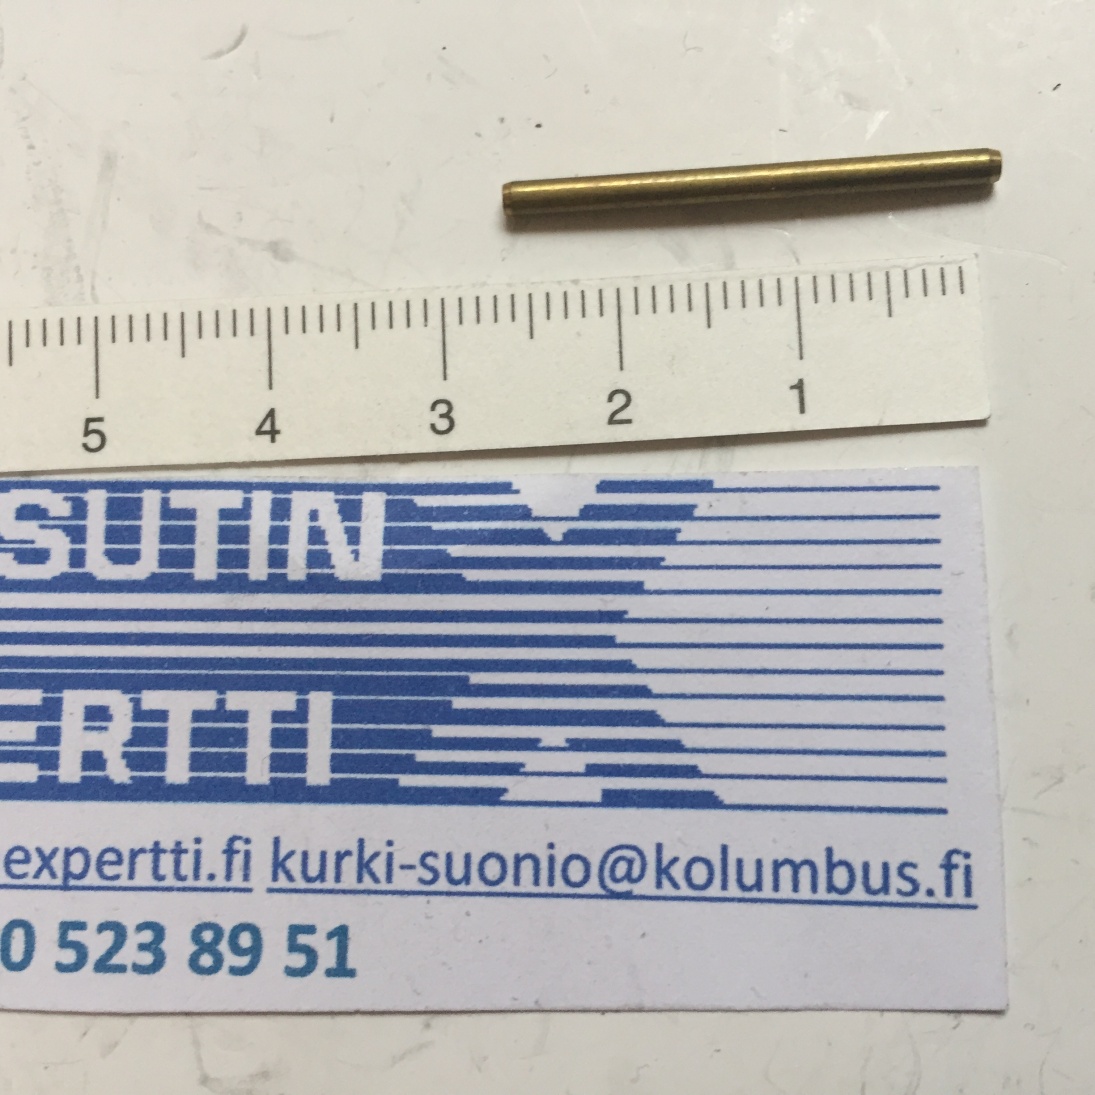 5 4 3 2 1
SUTIN
ERTTI
expertti.fi kurki-suonio@kolumbus.fi
0 523 89 51